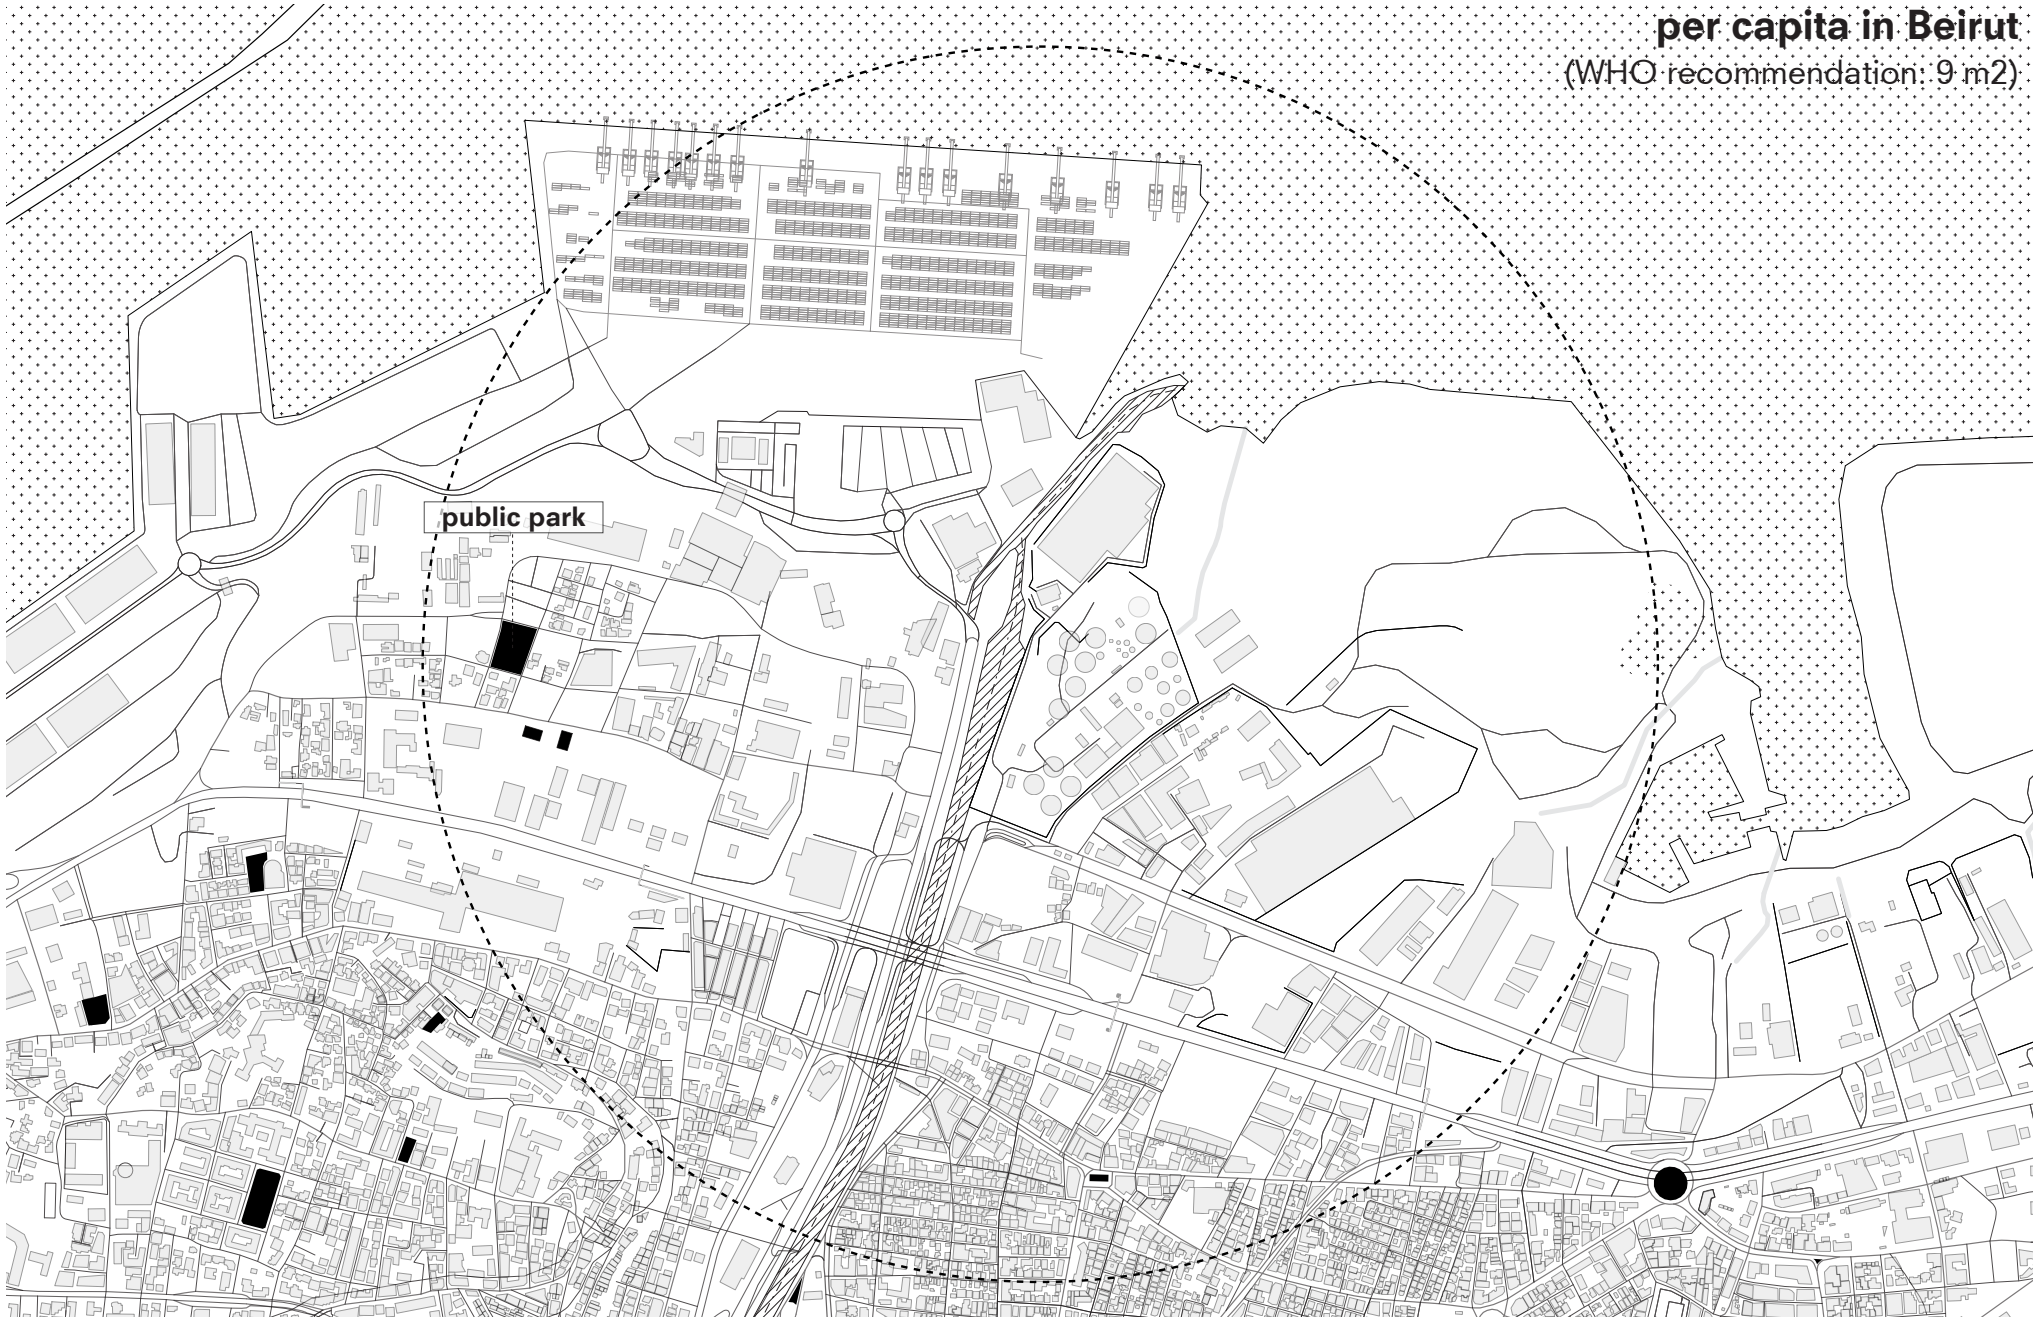 per capita in Beirut
(WHO recommendation: 9 m2)
public park